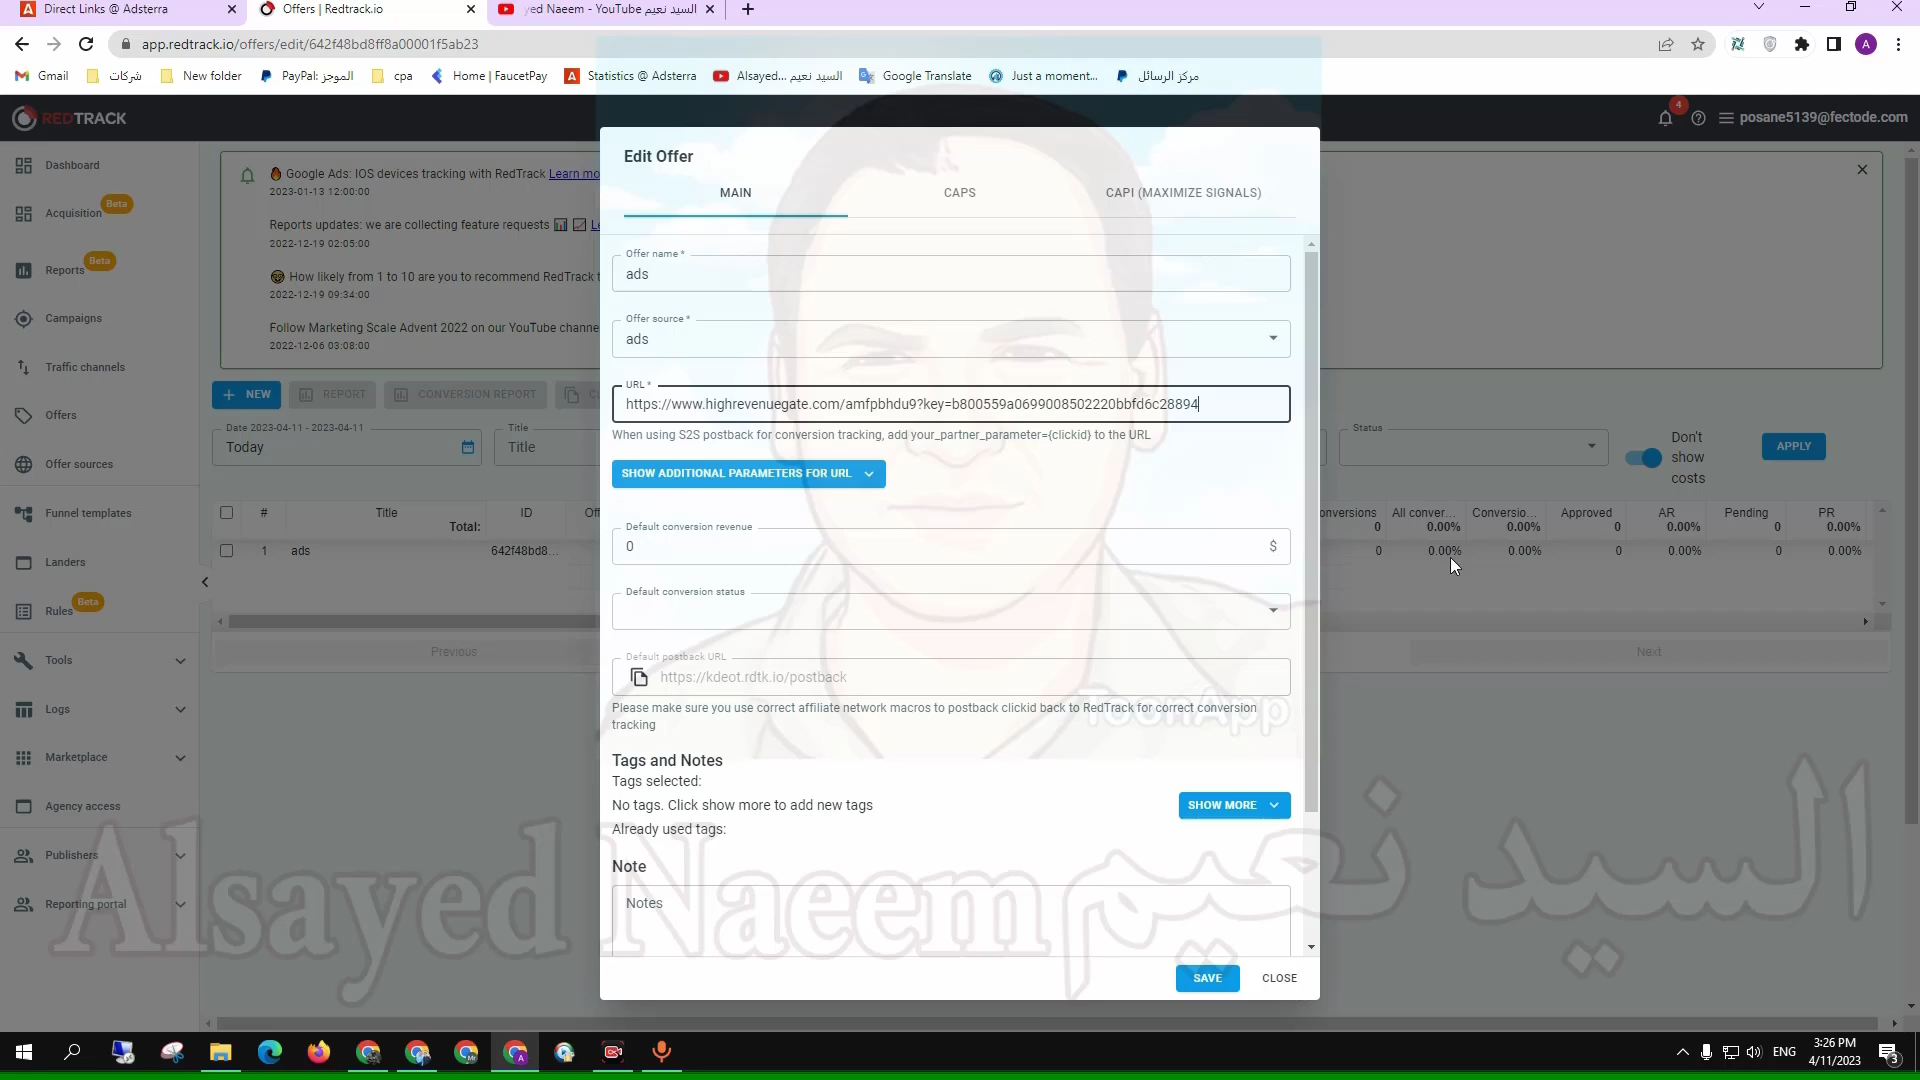 Direct Links @ Adsterra
Offers | Redtrack.io
yed Naeem - YouTube السيد نعيم
app.redtrack.io/offers/edit/642f48bd8ff8a00001f5ab23
Gmail
شركات
New folder
PayPal: الموجز
cpa
Home | FaucetPay
Statistics @ Adsterra
Alsayed... السيد نعيم
Google Translate
Just a moment...
مركز الرسائل
REDTRACK
4
posane5139@fectode.com
Dashboard
Acquisition
Beta
Reports
Beta
Campaigns
Traffic channels
Offers
Offer sources
Funnel templates
Landers
Rules
Beta
Tools
Logs
Marketplace
Agency access
Publishers
Reporting portal
Google Ads: IOS devices tracking with RedTrack Learn mo
2023-01-13 12:00:00
Reports updates: we are collecting feature requests
2022-12-19 02:05:00
How likely from 1 to 10 are you to recommend RedTrack t
2022-12-19 09:34:00
Follow Marketing Scale Advent 2022 on our YouTube channe
2022-12-06 03:08:00
NEW
REPORT
CONVERSION REPORT
Date 2023-04-11 - 2023-04-11
Today
Title
Title
Status
Don't
show
costs
APPLY
# Title ID Of
Total:
1 ads 642f48bd8...
onversions All conver... Conversio... Approved AR Pending PR
0 0.00% 0.00% 0 0.00% 0 0.00%
0 0.00% 0.00% 0 0.00% 0 0.00%
Previous
Next
Edit Offer
MAIN
CAPS
CAPI (MAXIMIZE SIGNALS)
Offer name *
ads
Offer source *
ads
URL *
https://www.highrevenuegate.com/amfpbhdu9?key=b800559a0699008502220bbfd6c28894
When using S2S postback for conversion tracking, add your_partner_parameter={clickid} to the URL
SHOW ADDITIONAL PARAMETERS FOR URL
Default conversion revenue
0 $
Default conversion status
Default postback URL
https://kdeot.rdtk.io/postback
Please make sure you use correct affiliate network macros to postback clickid back to RedTrack for correct conversion
tracking
ToonApp
Tags and Notes
Tags selected:
No tags. Click show more to add new tags
SHOW MORE
Already used tags:
Note
Notes
SAVE
CLOSE
Alsayed Naeem السيد نعيم
ENG
3:26 PM
4/11/2023
3